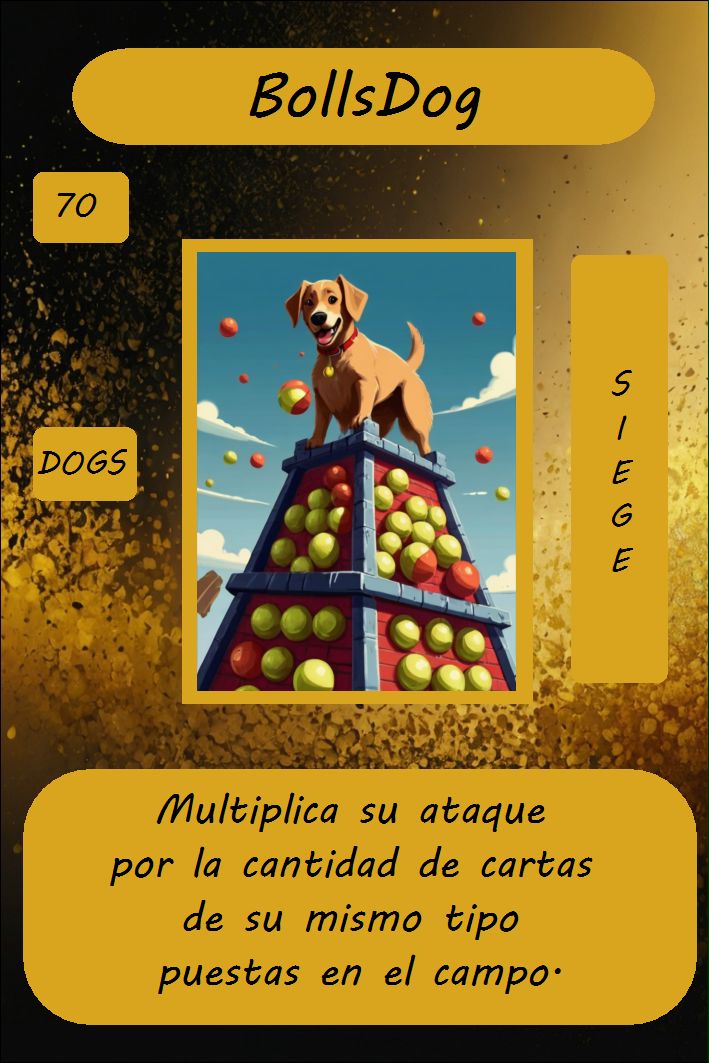 BollsDog
70
DOGS
S
I
E
G
E
Multiplica su ataque
por la cantidad de cartas
de su mismo tipo
puestas en el campo.